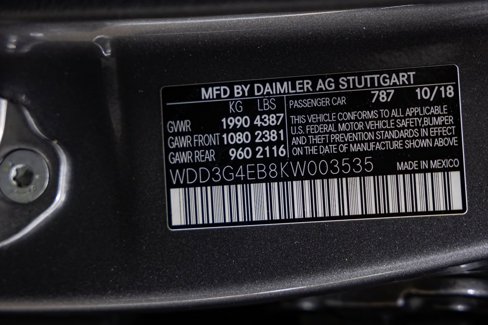 MFD BY DAIMLER AG STUTTGART
KG LBS
GVWR 1990 4387
GAWR FRONT 1080 2381
GAWR REAR 960 2116
PASSENGER CAR 787 10/18
THIS VEHICLE CONFORMS TO ALL APPLICABLE
U.S. FEDERAL MOTOR VEHICLE SAFETY,BUMPER
AND THEFT PREVENTION STANDARDS IN EFFECT
ON THE DATE OF MANUFACTURE SHOWN ABOVE.
WDD3G4EB8KW003535
MADE IN MEXICO